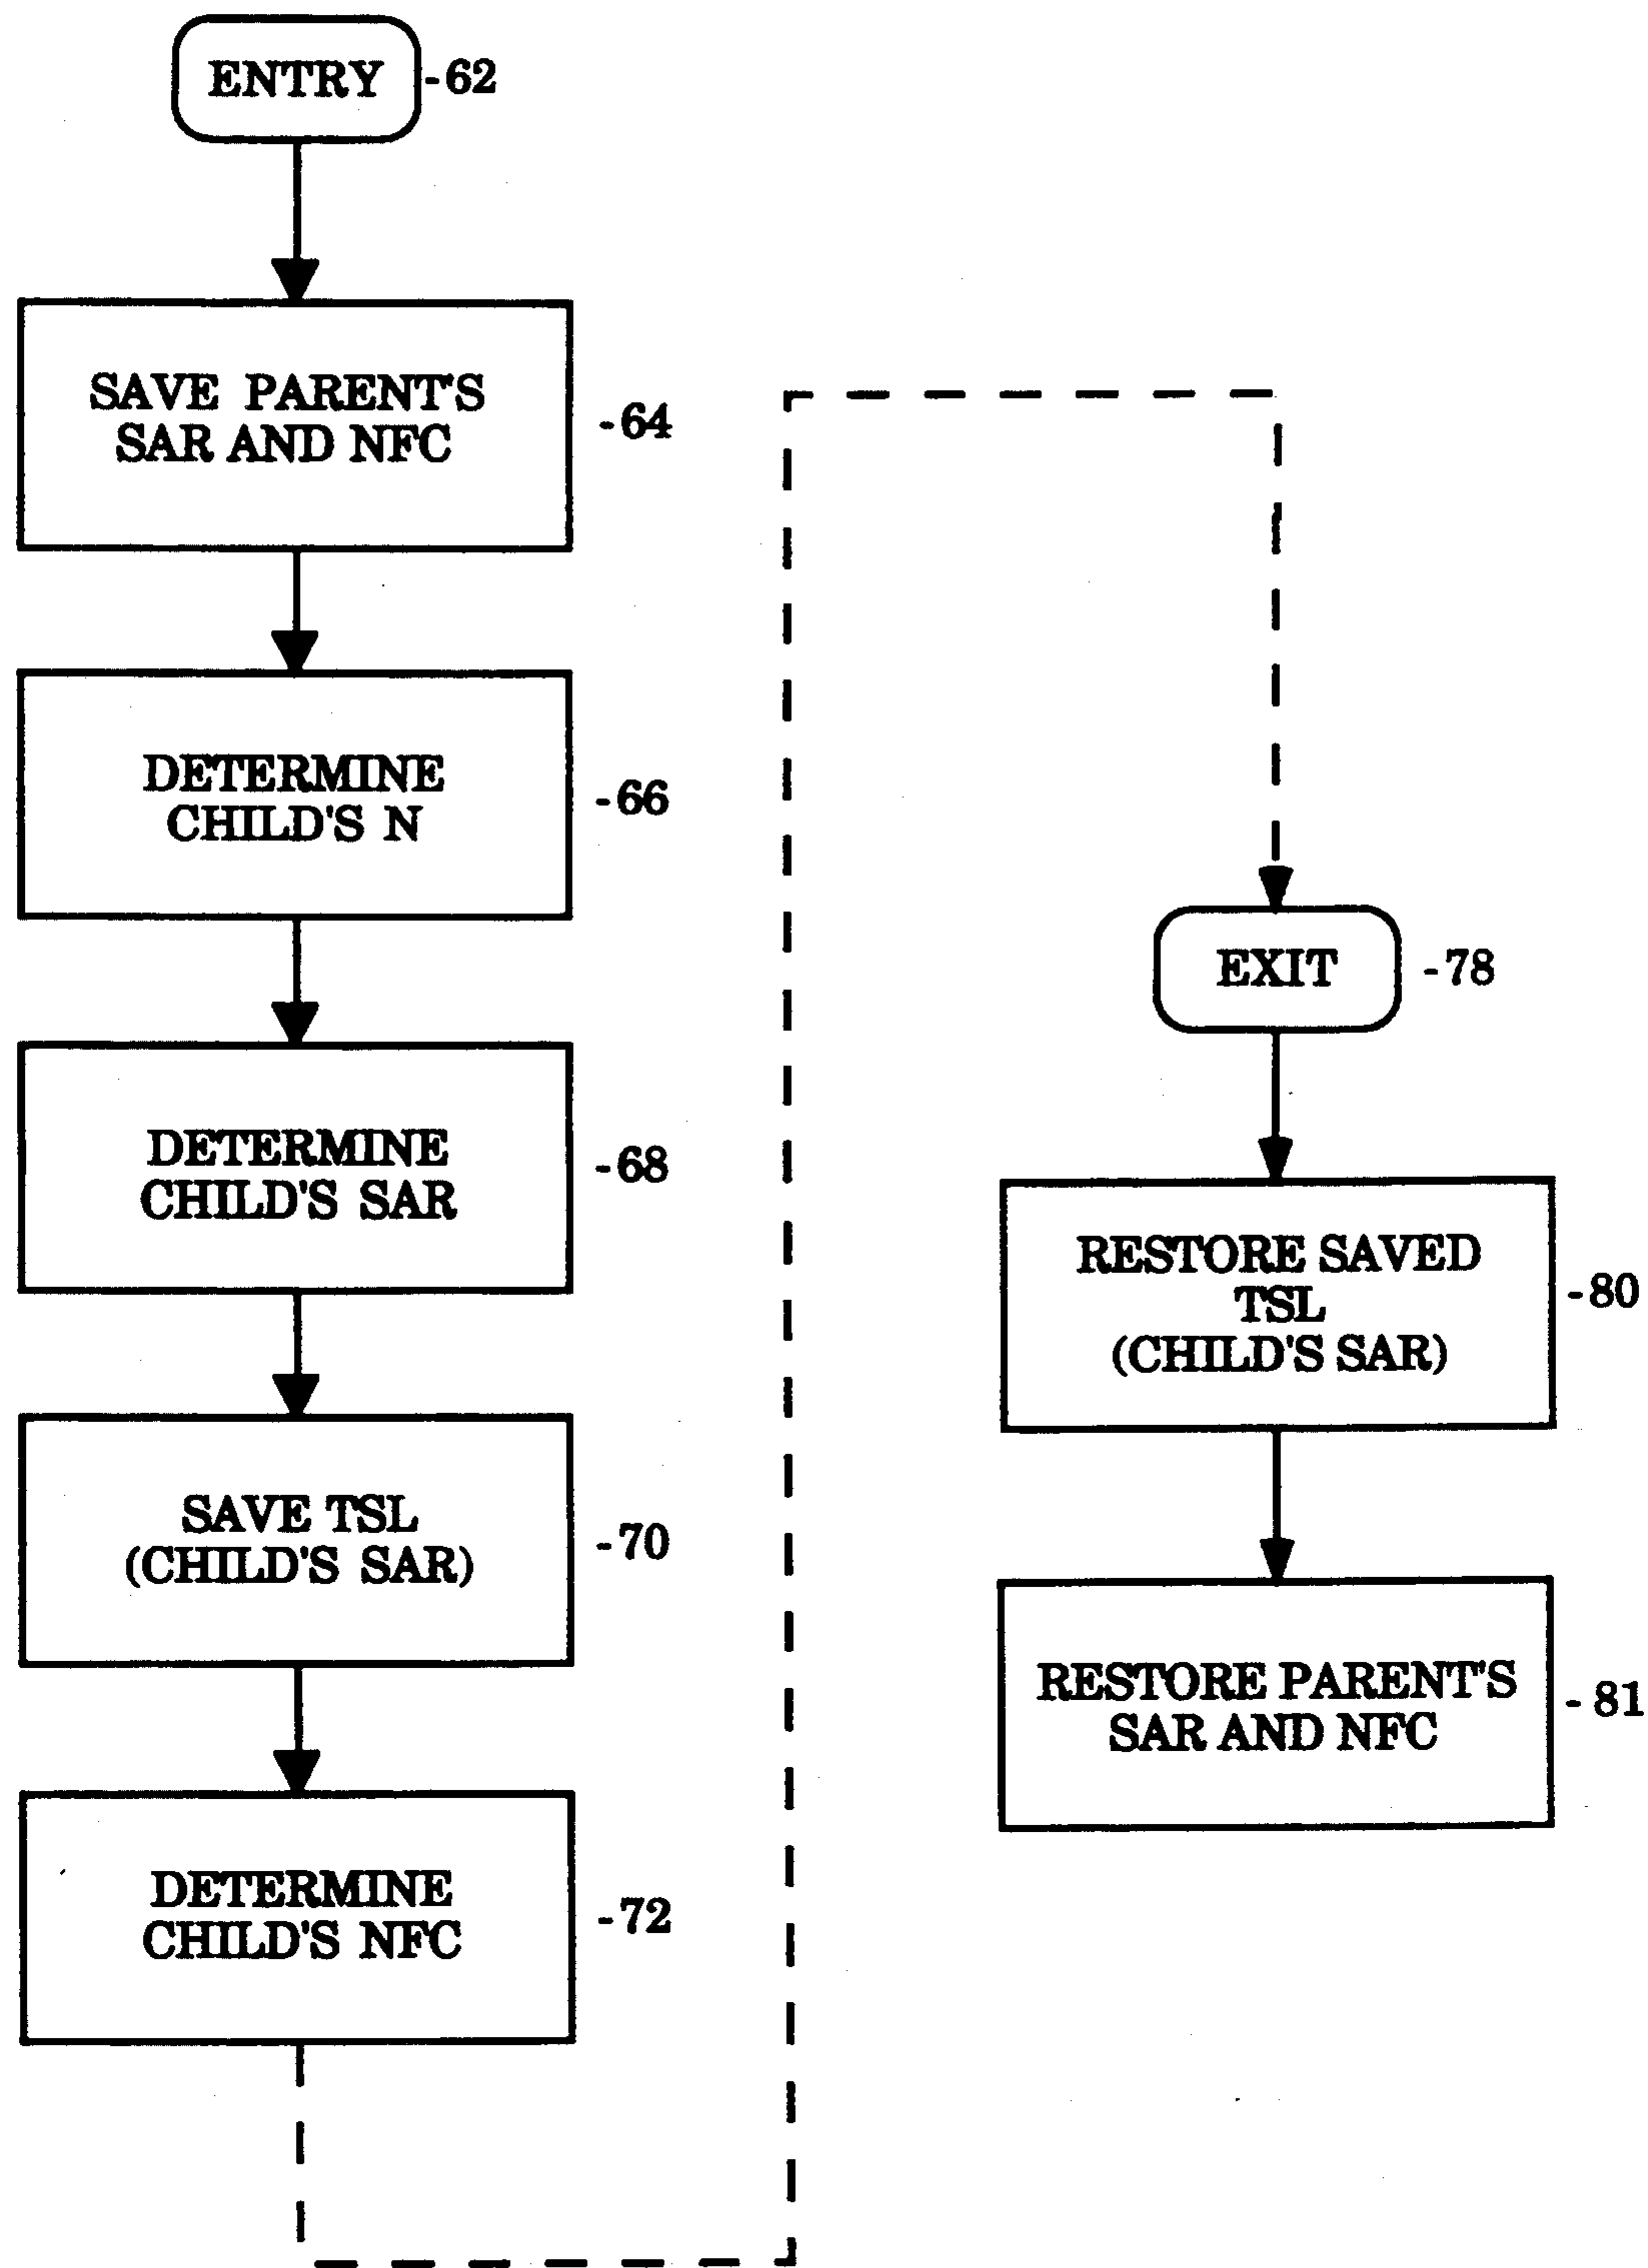 ENTRY -62
SAVE PARENT'S
SAR AND NFC
-64
DETERMINE
CHILD'S N
-66
DETERMINE
CHILD'S SAR
-68
SAVE TSL
(CHILD'S SAR)
-70
DETERMINE
CHILD'S NFC
-72
EXIT -78
RESTORE SAVED
TSL
(CHILD'S SAR)
-80
RESTORE PARENT'S
SAR AND NFC
-81